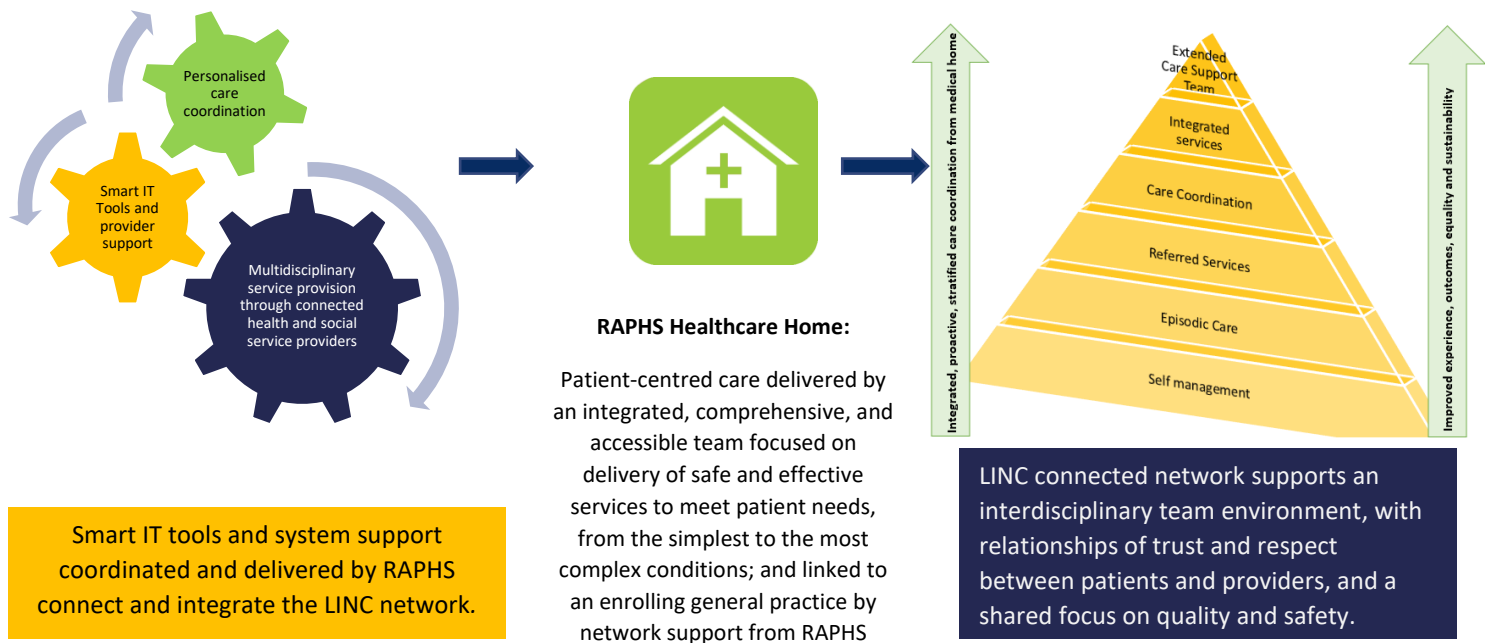 Personalised
care
coordination
Smart IT
Tools and
provider
support
Multidisciplinary
service provision
through connected
health and social
service providers
Smart IT tools and system support
coordinated and delivered by RAPHS
connect and integrate the LINC network.
RAPHS Healthcare Home:
Patient-centred care delivered by
an integrated, comprehensive, and
accessible team focused on
delivery of safe and effective
services to meet patient needs,
from the simplest to the most
complex conditions; and linked to
an enrolling general practice by
network support from RAPHS
Integrated, proactive, stratified care coordination from medical home
Extended
Care Support
Team
Integrated
services
Care Coordination
Referred Services
Episodic Care
Self management
Improved experience, outcomes, equality and sustainability
LINC connected network supports an
interdisciplinary team environment, with
relationships of trust and respect
between patients and providers, and a
shared focus on quality and safety.